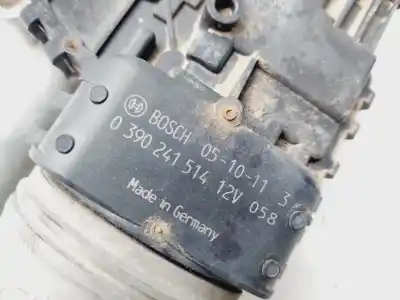 BOSCH 05-10-11 3
0 390 241 514 12V 058
Made in Germany